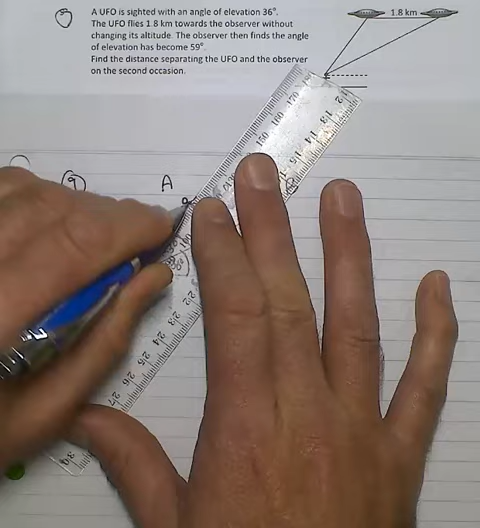 9
A UFO is sighted with an angle of elevation 36°.
The UFO flies 1.8 km towards the observer without
changing its altitude. The observer then finds the angle
of elevation has become 59°.
Find the distance separating the UFO and the observer
on the second occasion.
1.8 km
9
A